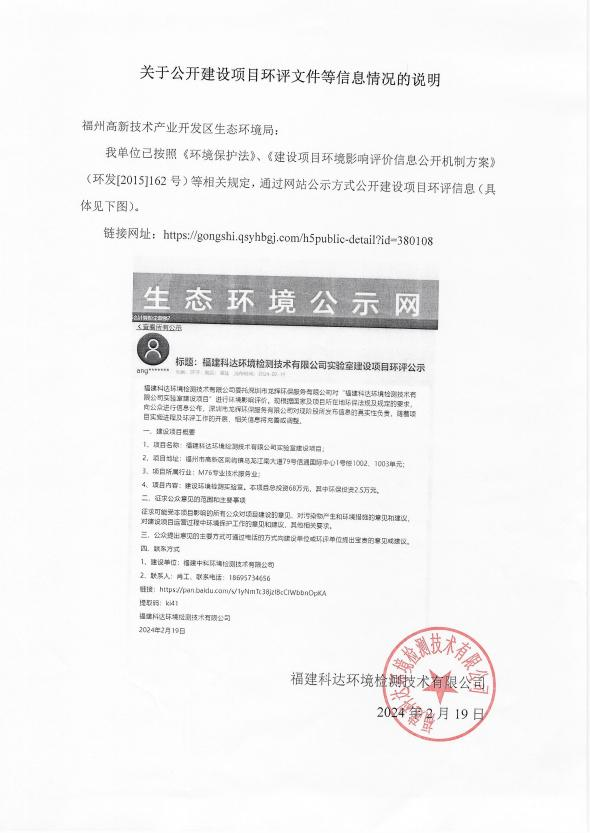 关于公开建设项目环评文件等信息情况的说明
福州高新技术产业开发区生态环境局：
我单位已按照《环境保护法》、《建设项目环境影响评价信息公开机制方案》
（环发[2015]162 号）等相关规定，通过网站公示方式公开建设项目环评信息（具
体见下图）。
链接网址：https://gongshi.qsyhbgj.com/h5public-detail?id=380108
生态环境公示网
<查看所有公示
标题：福建科达环境检测技术有限公司实验室建设项目环评公示
ang*******
福建科达环境检测技术有限公司委托深圳市龙辉环保服务有限公司对“福建科达环境检测技术有
限公司实验室建设项目”进行环境影响评价。现根据国家及项目所在地环保法规及规定的要求，
向公众进行信息公布，深圳市龙辉环保服务有限公司对现阶段所发布信息的真实性负责，随着项
目实施进程及环评工作的开展，相关信息将完善或调整。
一、建设项目概要
1、项目名称：福建科达环境检测技术有限公司实验室建设项目；
2、项目地址：福州市高新区南屿镇乌龙江南大道79号信通国际中心1号楼1002、1003单元；
3、项目所属行业：M76专业技术服务业；
4、项目内容：建设环境检测实验室。本项目总投资68万元，其中环保投资2.5万元。
二、征求公众意见的范围和主要事项
征求可能受本项目影响的所有公众对项目建设的意见，对污染物产生和环境措施的意见和建议，
对建设项目运营过程中环境保护工作的意见和建议，其他相关要求。
三、公众提出意见的主要方式可通过电话的方式向建设单位或环评单位提出宝贵的意见或建议。
四、联系方式
1、建设单位：福建中科环境检测技术有限公司
2、联系人：肖工，联系电话：18695734656
链接：https://pan.baidu.com/s/1yNmTc38jzIBcCIWbbnOpKA
提取码：ki41
福建科达环境检测技术有限公司
2024年2月19日
福建科达环境检测技术有限公司
2024 年 2 月 19 日
福建科达环境检测技术有限公司